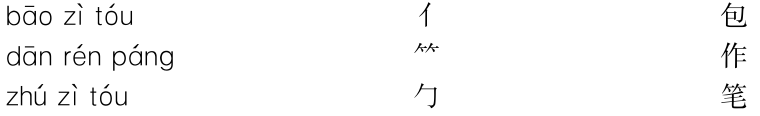 bāo zì tóu 亻 包
dān rén páng ⺮ 作
zhú zì tóu 勹 笔